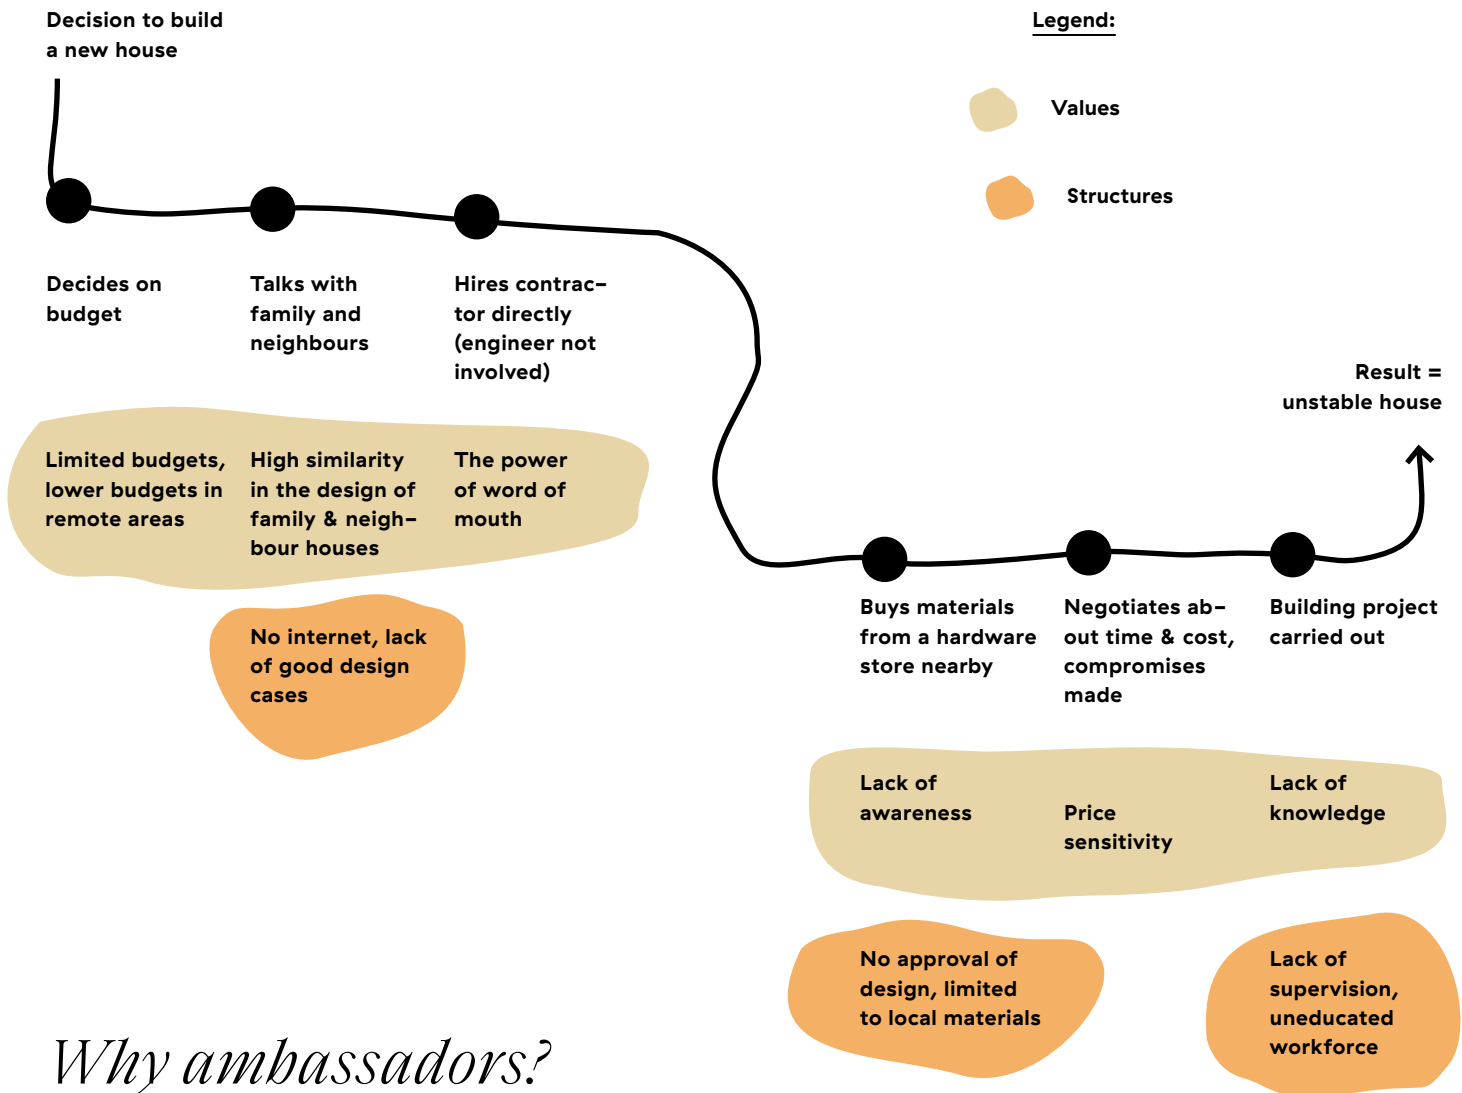 Decision to build
a new house
Legend:
Values
Structures
Decides on
budget
Talks with
family and
neighbours
Hires contrac-
tor directly
(engineer not
involved)
Result =
unstable house
Limited budgets,
lower budgets in
remote areas
High similarity
in the design of
family & neigh-
bour houses
The power
of word of
mouth
No internet, lack
of good design
cases
Buys materials
from a hardware
store nearby
Negotiates ab-
out time & cost,
compromises
made
Building project
carried out
Lack of
awareness
Price
sensitivity
Lack of
knowledge
No approval of
design, limited
to local materials
Lack of
supervision,
uneducated
workforce
Why ambassadors?